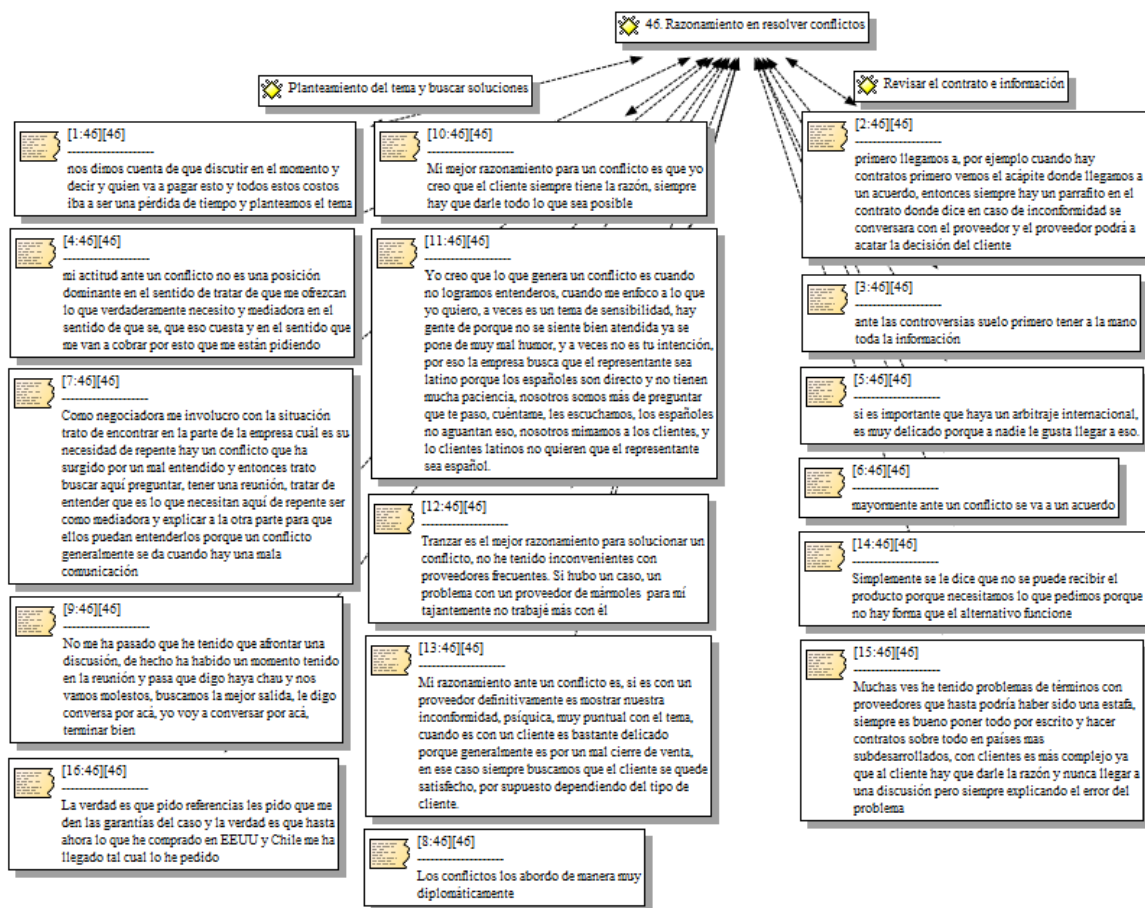 46. Razonamiento en resolver conflictos
Planteamiento del tema y buscar soluciones
Revisar el contrato e información
[1:46][46]
--------------------
nos dimos cuenta de que discutir en el momento y
decir y quien va a pagar esto y todos estos costos
iba a ser una pérdida de tiempo y planteamos el tema
[4:46][46]
--------------------
mi actitud ante un conflicto no es una posición
dominante en el sentido de tratar de que me ofrezcan
lo que verdaderamente necesito y mediadora en el
sentido de que se, que eso cuesta y en el sentido que
me van a cobrar por esto que me están pidiendo
[7:46][46]
--------------------
Como negociadora me involucro con la situación
trato de encontrar en la parte de la empresa cuál es su
necesidad de repente hay un conflicto que ha
surgido por un mal entendido y entonces trato
buscar aquí preguntar, tener una reunión, tratar de
entender que es lo que necesitan aquí de repente ser
como mediadora y explicar a la otra parte para que
ellos puedan entenderlos porque un conflicto
generalmente se da cuando hay una mala
comunicación
[9:46][46]
--------------------
No me ha pasado que he tenido que afrontar una
discusión, de hecho ha habido un momento tenido
en la reunión y pasa que digo haya chau y nos
vamos molestos, buscamos la mejor salida, le digo
conversa por acá, yo voy a conversar por acá,
terminar bien
[16:46][46]
--------------------
La verdad es que pido referencias les pido que me
den las garantías del caso y la verdad es que hasta
ahora lo que he comprado en EEUU y Chile me ha
llegado tal cual lo he pedido
[10:46][46]
--------------------
Mi mejor razonamiento para un conflicto es que yo
creo que el cliente siempre tiene la razón, siempre
hay que darle todo lo que sea posible
[11:46][46]
--------------------
Yo creo que lo que genera un conflicto es cuando
no logramos entenderos, cuando me enfoco a lo que
yo quiero, a veces es un tema de sensibilidad, hay
gente de porque no se siente bien atendida ya se
pone de muy mal humor, y a veces no es tu intención,
por eso la empresa busca que el representante sea
latino porque los españoles son directo y no tienen
mucha paciencia, nosotros somos más de preguntar
que te paso, cuéntame, les escuchamos, los españoles
no aguantan eso, nosotros mimamos a los clientes, y
lo clientes latinos no quieren que el representante
sea español.
[12:46][46]
--------------------
Tranzar es el mejor razonamiento para solucionar un
conflicto, no he tenido inconvenientes con
proveedores frecuentes. Si hubo un caso, un
problema con un proveedor de mármoles para mí
tajantemente no trabajé más con él
[13:46][46]
--------------------
Mi razonamiento ante un conflicto es, si es con un
proveedor definitivamente es mostrar nuestra
inconformidad, psíquica, muy puntual con el tema,
cuando es con un cliente es bastante delicado
porque generalmente es por un mal cierre de venta,
en ese caso siempre buscamos que el cliente se quede
satisfecho, por supuesto dependiendo del tipo de
cliente.
[8:46][46]
--------------------
Los conflictos los abordo de manera muy
diplomáticamente
[2:46][46]
--------------------
primero llegamos a, por ejemplo cuando hay
contratos primero vemos el acápite donde llegamos a
un acuerdo, entonces siempre hay un parrafito en el
contrato donde dice en caso de inconformidad se
conversara con el proveedor y el proveedor podrá a
acatar la decisión del cliente
[3:46][46]
--------------------
ante las controversias suelo primero tener a la mano
toda la información
[5:46][46]
--------------------
si es importante que haya un arbitraje internacional,
es muy delicado porque a nadie le gusta llegar a eso.
[6:46][46]
--------------------
mayormente ante un conflicto se va a un acuerdo
[14:46][46]
--------------------
Simplemente se le dice que no se puede recibir el
producto porque necesitamos lo que pedimos porque
no hay forma que el alternativo funcione
[15:46][46]
--------------------
Muchas ves he tenido problemas de términos con
proveedores que hasta podría haber sido una estafa,
siempre es bueno poner todo por escrito y hacer
contratos sobre todo en países mas
subdesarrollados, con clientes es más complejo ya
que al cliente hay que darle la razón y nunca llegar a
una discusión pero siempre explicando el error del
problema